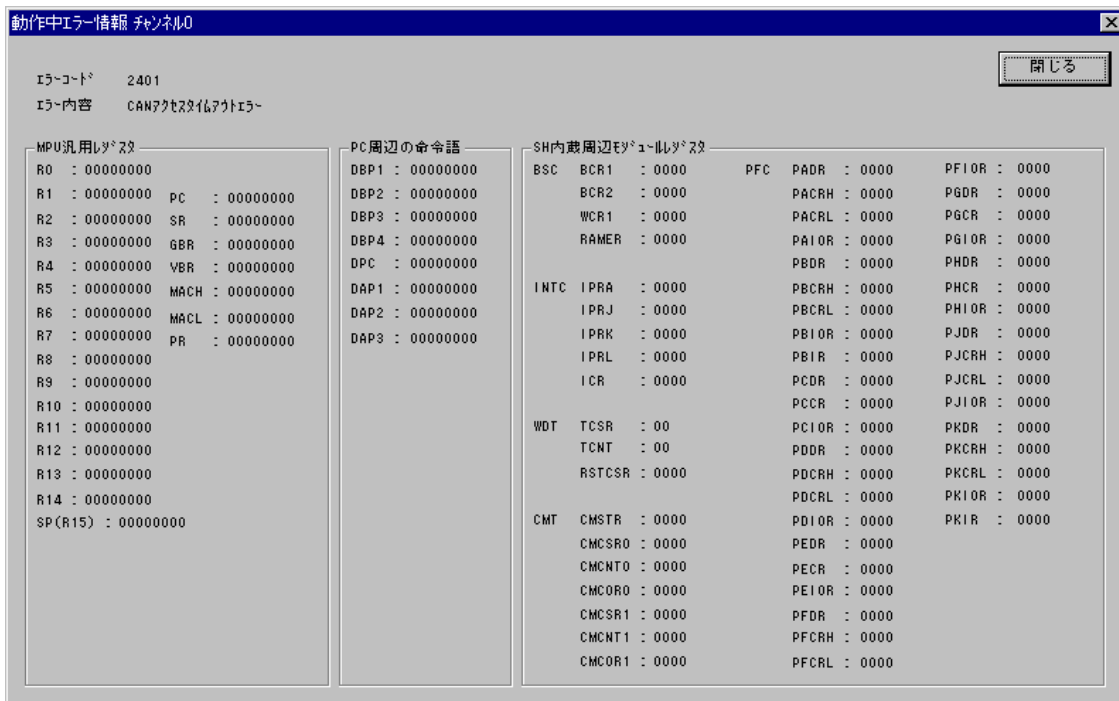 動作中エラー情報 チャンネル0
閉じる
エラーコード 2401
エラー内容 CANアクセスタイムアウトエラー
MPU汎用レジスタ
R0 : 00000000
R1 : 00000000
R2 : 00000000
R3 : 00000000
R4 : 00000000
R5 : 00000000
R6 : 00000000
R7 : 00000000
R8 : 00000000
R9 : 00000000
R10 : 00000000
R11 : 00000000
R12 : 00000000
R13 : 00000000
R14 : 00000000
SP(R15) : 00000000
PC : 00000000
SR : 00000000
GBR : 00000000
VBR : 00000000
MACH : 00000000
MACL : 00000000
PR : 00000000
PC周辺の命令語
DBP1 : 00000000
DBP2 : 00000000
DBP3 : 00000000
DBP4 : 00000000
DPC : 00000000
DAP1 : 00000000
DAP2 : 00000000
DAP3 : 00000000
SH内蔵周辺モジュールレジスタ
BSC BCR1 : 0000
BCR2 : 0000
WCR1 : 0000
RAMER : 0000
INTC IPRA : 0000
IPRJ : 0000
IPRK : 0000
IPRL : 0000
ICR : 0000
WDT TCSR : 00
TCNT : 00
RSTCSR : 0000
CMT CMSTR : 0000
CMCSR0 : 0000
CMCNT0 : 0000
CMCOR0 : 0000
CMCSR1 : 0000
CMCNT1 : 0000
CMCOR1 : 0000
PFC PADR : 0000
PACRH : 0000
PACRL : 0000
PAIOR : 0000
PBDR : 0000
PBCRH : 0000
PBCRL : 0000
PBIOR : 0000
PBIR : 0000
PCDR : 0000
PCCR : 0000
PCIOR : 0000
PDDR : 0000
PDCRH : 0000
PDCRL : 0000
PDIOR : 0000
PEDR : 0000
PECR : 0000
PEIOR : 0000
PFDR : 0000
PFCRH : 0000
PFCRL : 0000
PFIOR : 0000
PGDR : 0000
PGCR : 0000
PGIOR : 0000
PHDR : 0000
PHCR : 0000
PHIOR : 0000
PJDR : 0000
PJCRH : 0000
PJCRL : 0000
PJIOR : 0000
PKDR : 0000
PKCRH : 0000
PKCRL : 0000
PKIOR : 0000
PKIR : 0000